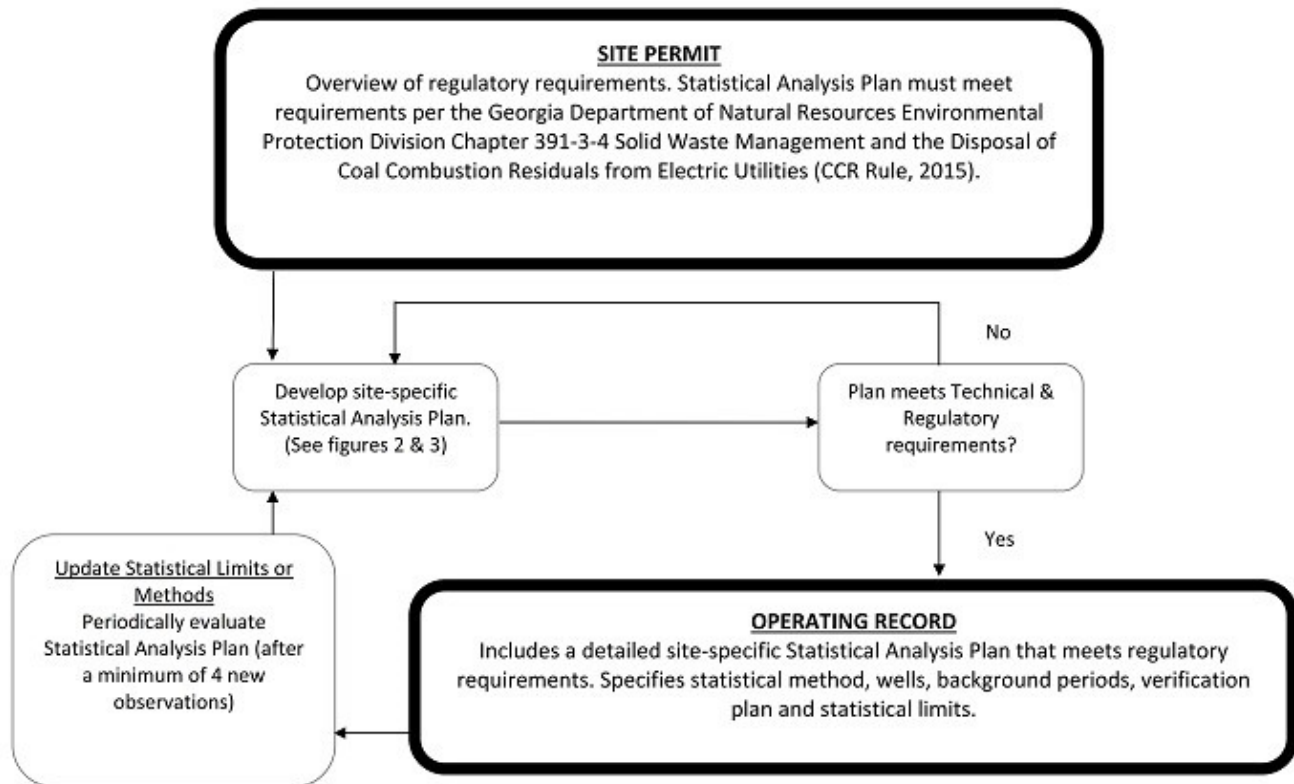 SITE PERMIT
Overview of regulatory requirements. Statistical Analysis Plan must meet
requirements per the Georgia Department of Natural Resources Environmental
Protection Division Chapter 391-3-4 Solid Waste Management and the Disposal of
Coal Combustion Residuals from Electric Utilities (CCR Rule, 2015).
No
Develop site-specific
Statistical Analysis Plan.
(See figures 2 & 3)
Plan meets Technical &
Regulatory
requirements?
Yes
Update Statistical Limits or
Methods
Periodically evaluate
Statistical Analysis Plan (after
a minimum of 4 new
observations)
OPERATING RECORD
Includes a detailed site-specific Statistical Analysis Plan that meets regulatory
requirements. Specifies statistical method, wells, background periods, verification
plan and statistical limits.